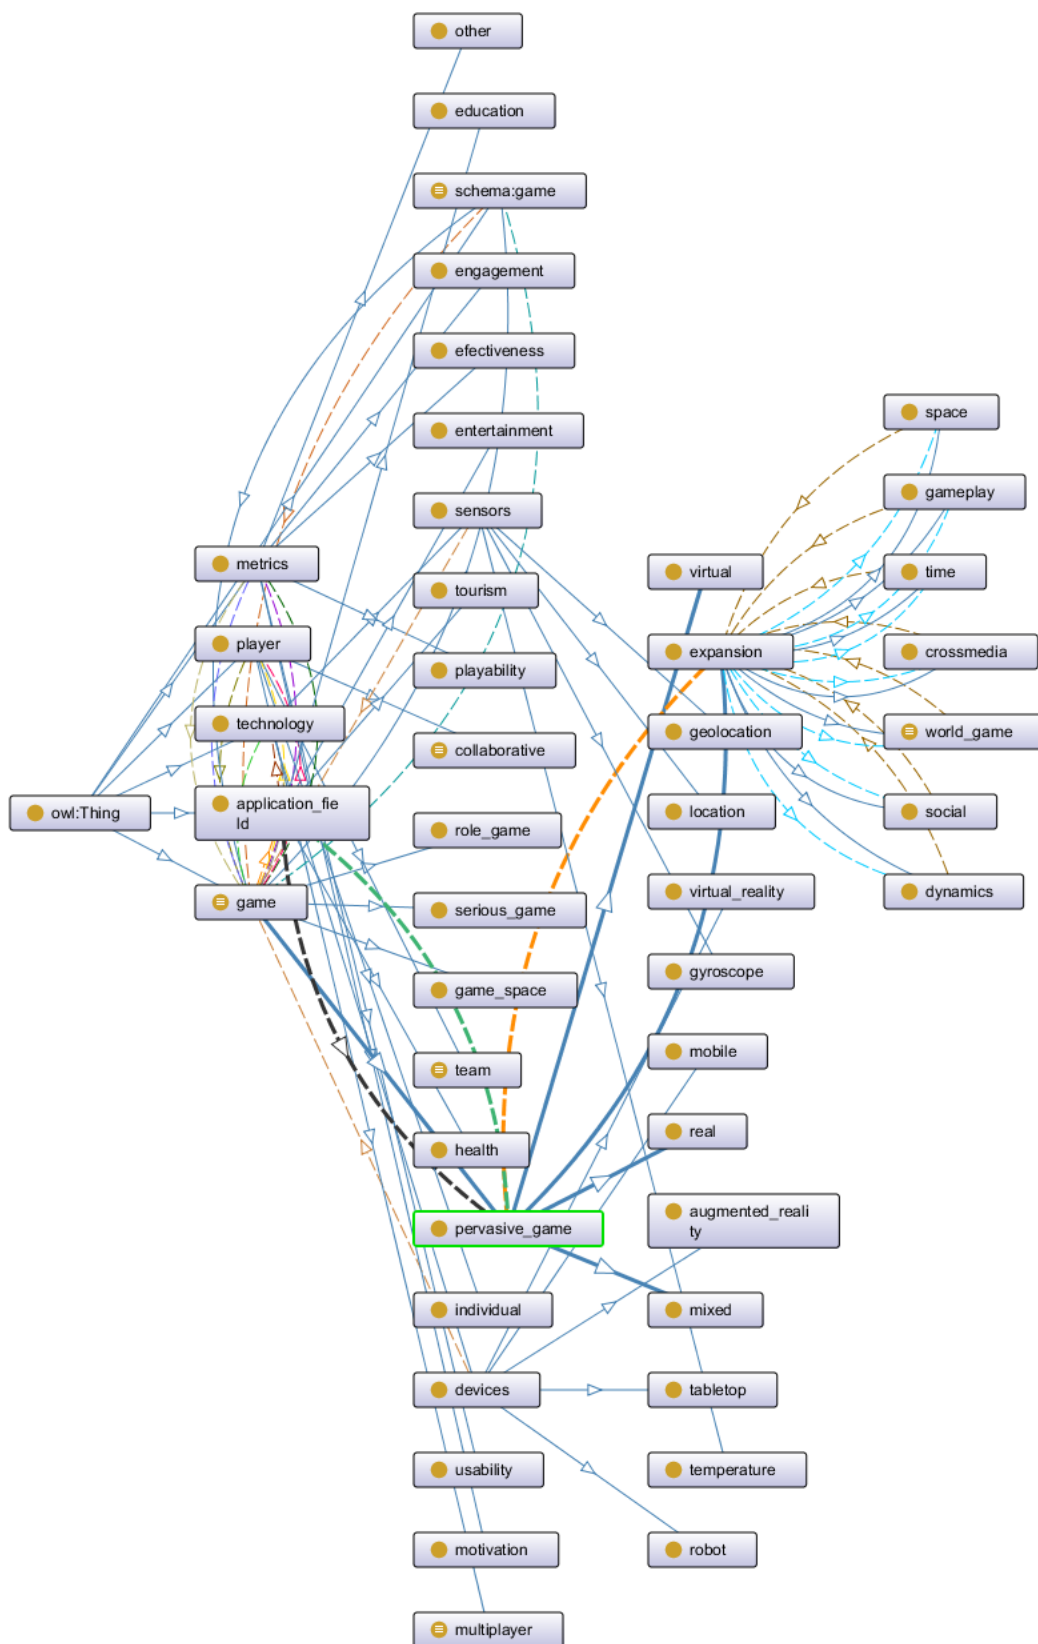 other
education
schema:game
engagement
efectiveness
entertainment
sensors
tourism
playability
collaborative
role_game
serious_game
game_space
team
health
pervasive_game
individual
devices
usability
motivation
multiplayer
owl:Thing
metrics
player
technology
application_fie
ld
game
virtual
expansion
geolocation
location
virtual_reality
gyroscope
mobile
real
augmented_reali
ty
mixed
tabletop
temperature
robot
space
gameplay
time
crossmedia
world_game
social
dynamics